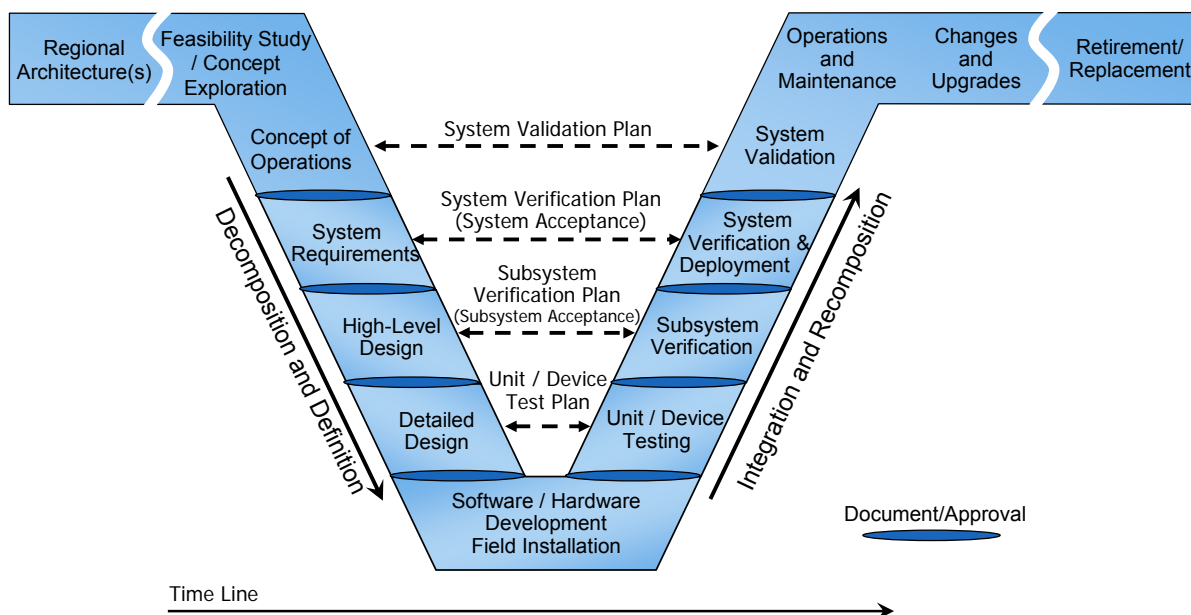 Regional
Architecture(s)
Feasibility Study
/ Concept
Exploration
Operations
and
Maintenance
Changes
and
Upgrades
Retirement/
Replacement
Concept of
Operations
System Validation Plan
System
Validation
System
Requirements
System Verification Plan
(System Acceptance)
System
Verification &
Deployment
High-Level
Design
Subsystem
Verification Plan
(Subsystem Acceptance)
Subsystem
Verification
Detailed
Design
Unit / Device
Test Plan
Unit / Device
Testing
Decomposition and Definition
Integration and Recomposition
Software / Hardware
Development
Field Installation
Document/Approval
Time Line